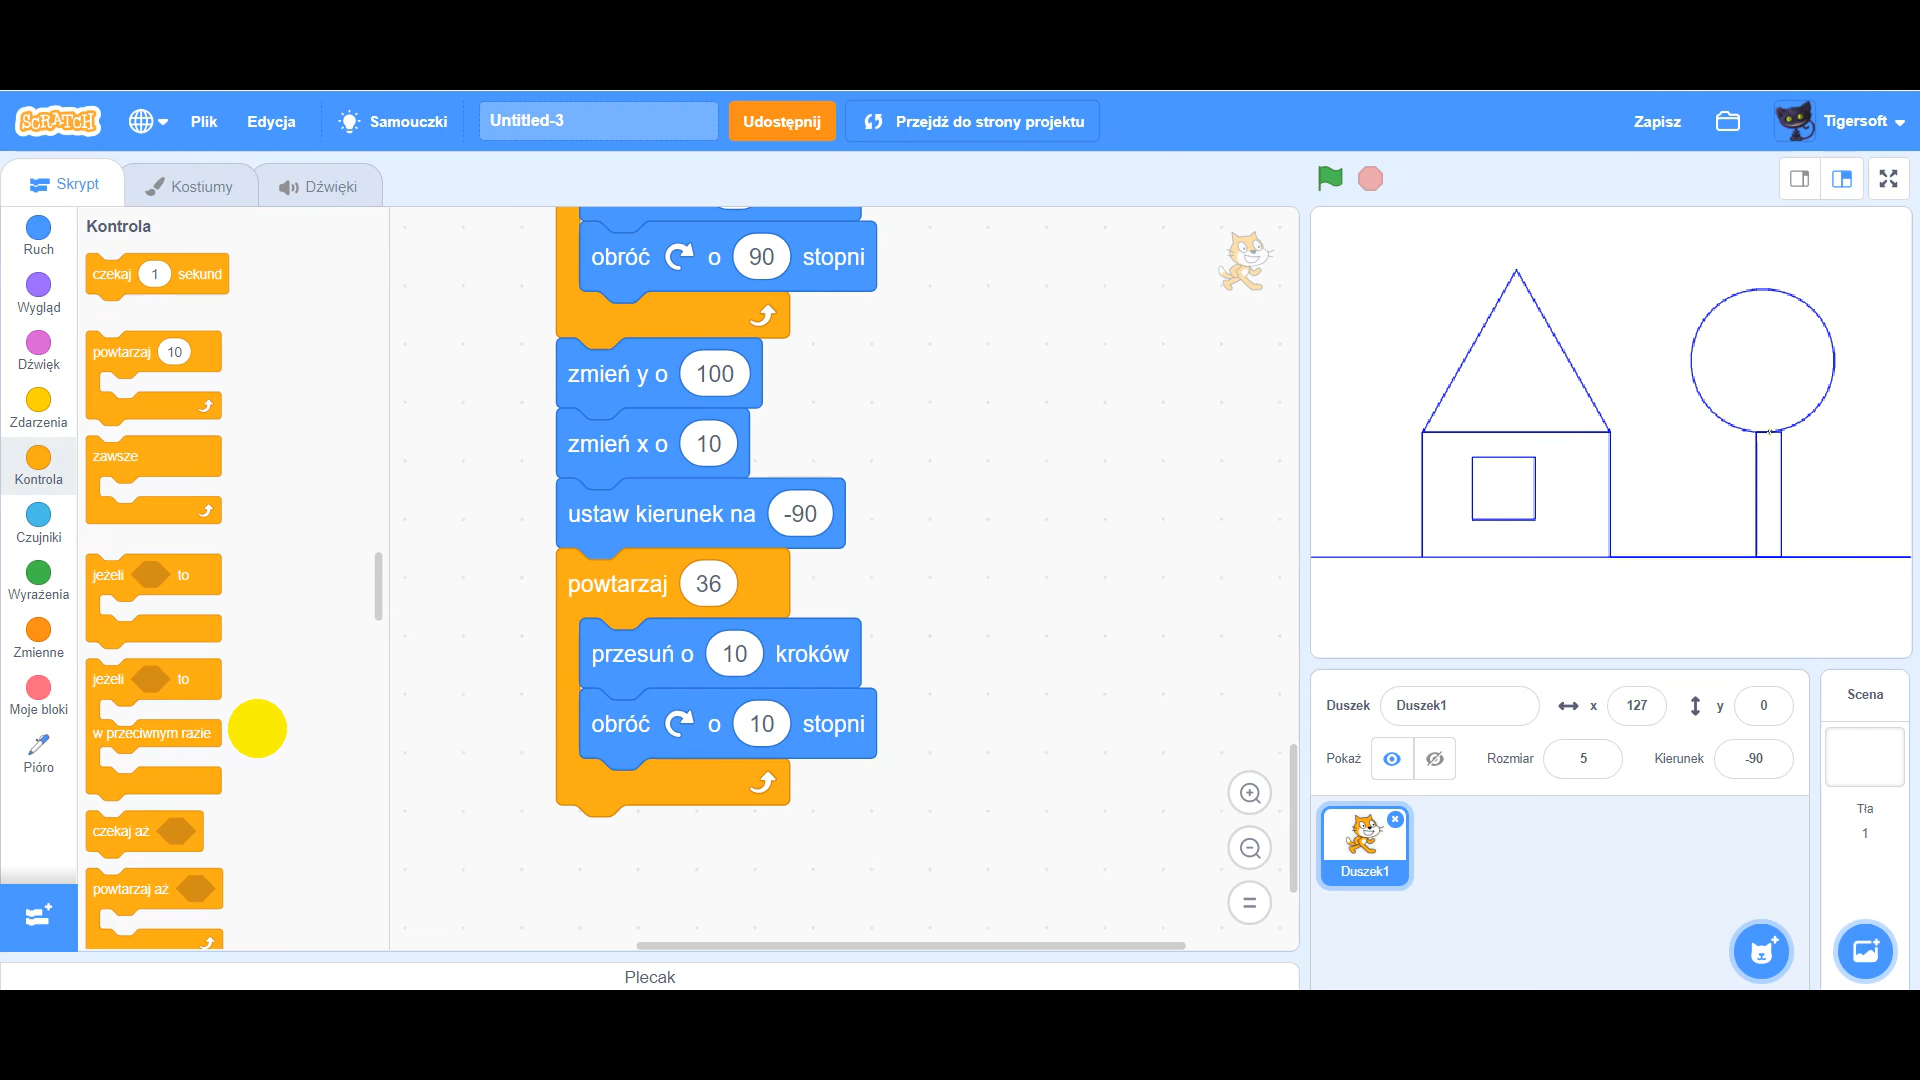 SCRATCH Plik Edycja Samouczki Untitled-3 Udostępnij Przejdź do strony projektu Zapisz Tigersoft
Skrypt Kostiumy Dźwięki
Ruch
Wygląd
Dźwięk
Zdarzenia
Kontrola
Czujniki
Wyrażenia
Zmienne
Moje bloki
Pióro
Kontrola
czekaj 1 sekund
powtarzaj 10
zawsze
jeżeli to
jeżeli to
w przeciwnym razie
czekaj aż
powtarzaj aż
obróć o 90 stopni
zmień y o 100
zmień x o 10
ustaw kierunek na -90
powtarzaj 36
przesuń o 10 kroków
obróć o 10 stopni
Plecak
Duszek Duszek1 x 127 y 0
Pokaż Rozmiar 5 Kierunek -90
Duszek1
Scena
Tła
1